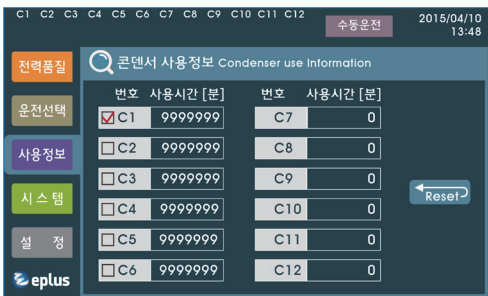 C1 C2 C3 C4 C5 C6 C7 C8 C9 C10 C11 C12
수동운전
2015/04/10
13:48
전력품질
운전선택
사용정보
시스템
설 정
eplus
콘덴서 사용정보 Condenser use Information
번호 사용시간 [분] 번호 사용시간 [분]
C1 9999999 C7 0
C2 9999999 C8 0
C3 9999999 C9 0
C4 9999999 C10 0
C5 9999999 C11 0
C6 9999999 C12 0
Reset